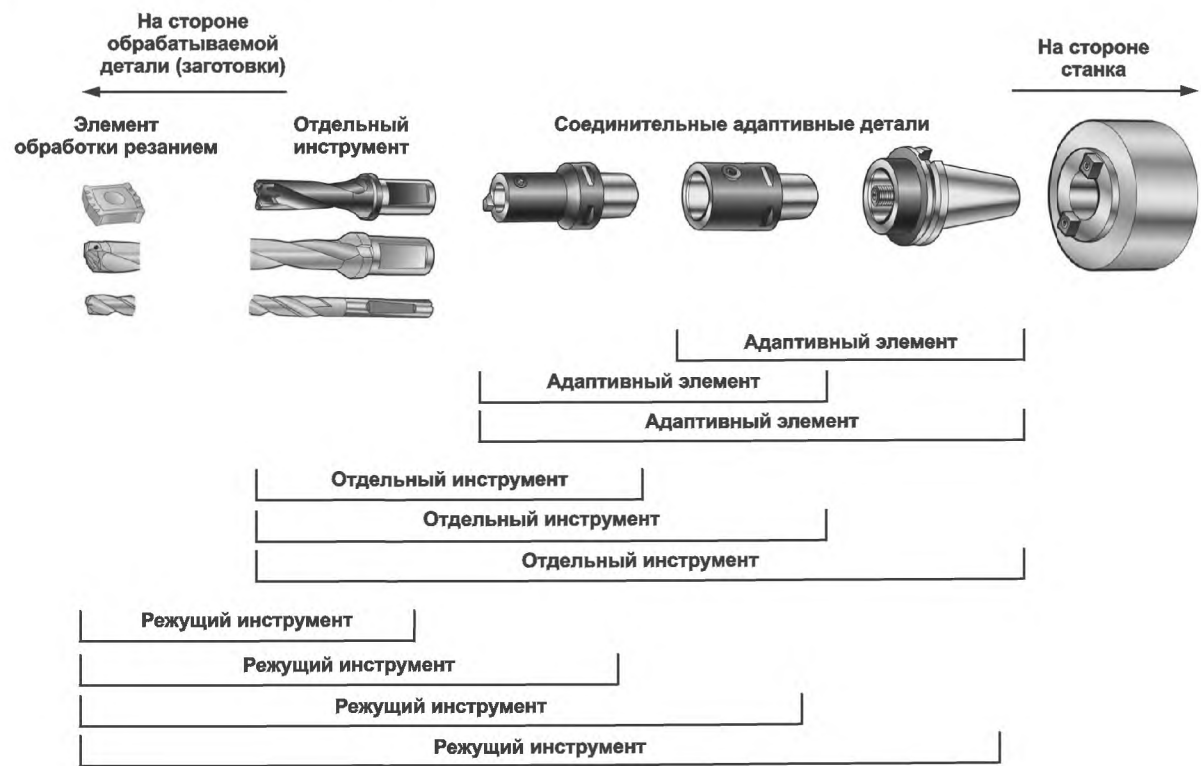 На стороне
обрабатываемой
детали (заготовки)
На стороне
станка
Элемент
обработки резанием
Отдельный
инструмент
Соединительные адаптивные детали
Адаптивный элемент
Адаптивный элемент
Адаптивный элемент
Отдельный инструмент
Отдельный инструмент
Отдельный инструмент
Режущий инструмент
Режущий инструмент
Режущий инструмент
Режущий инструмент